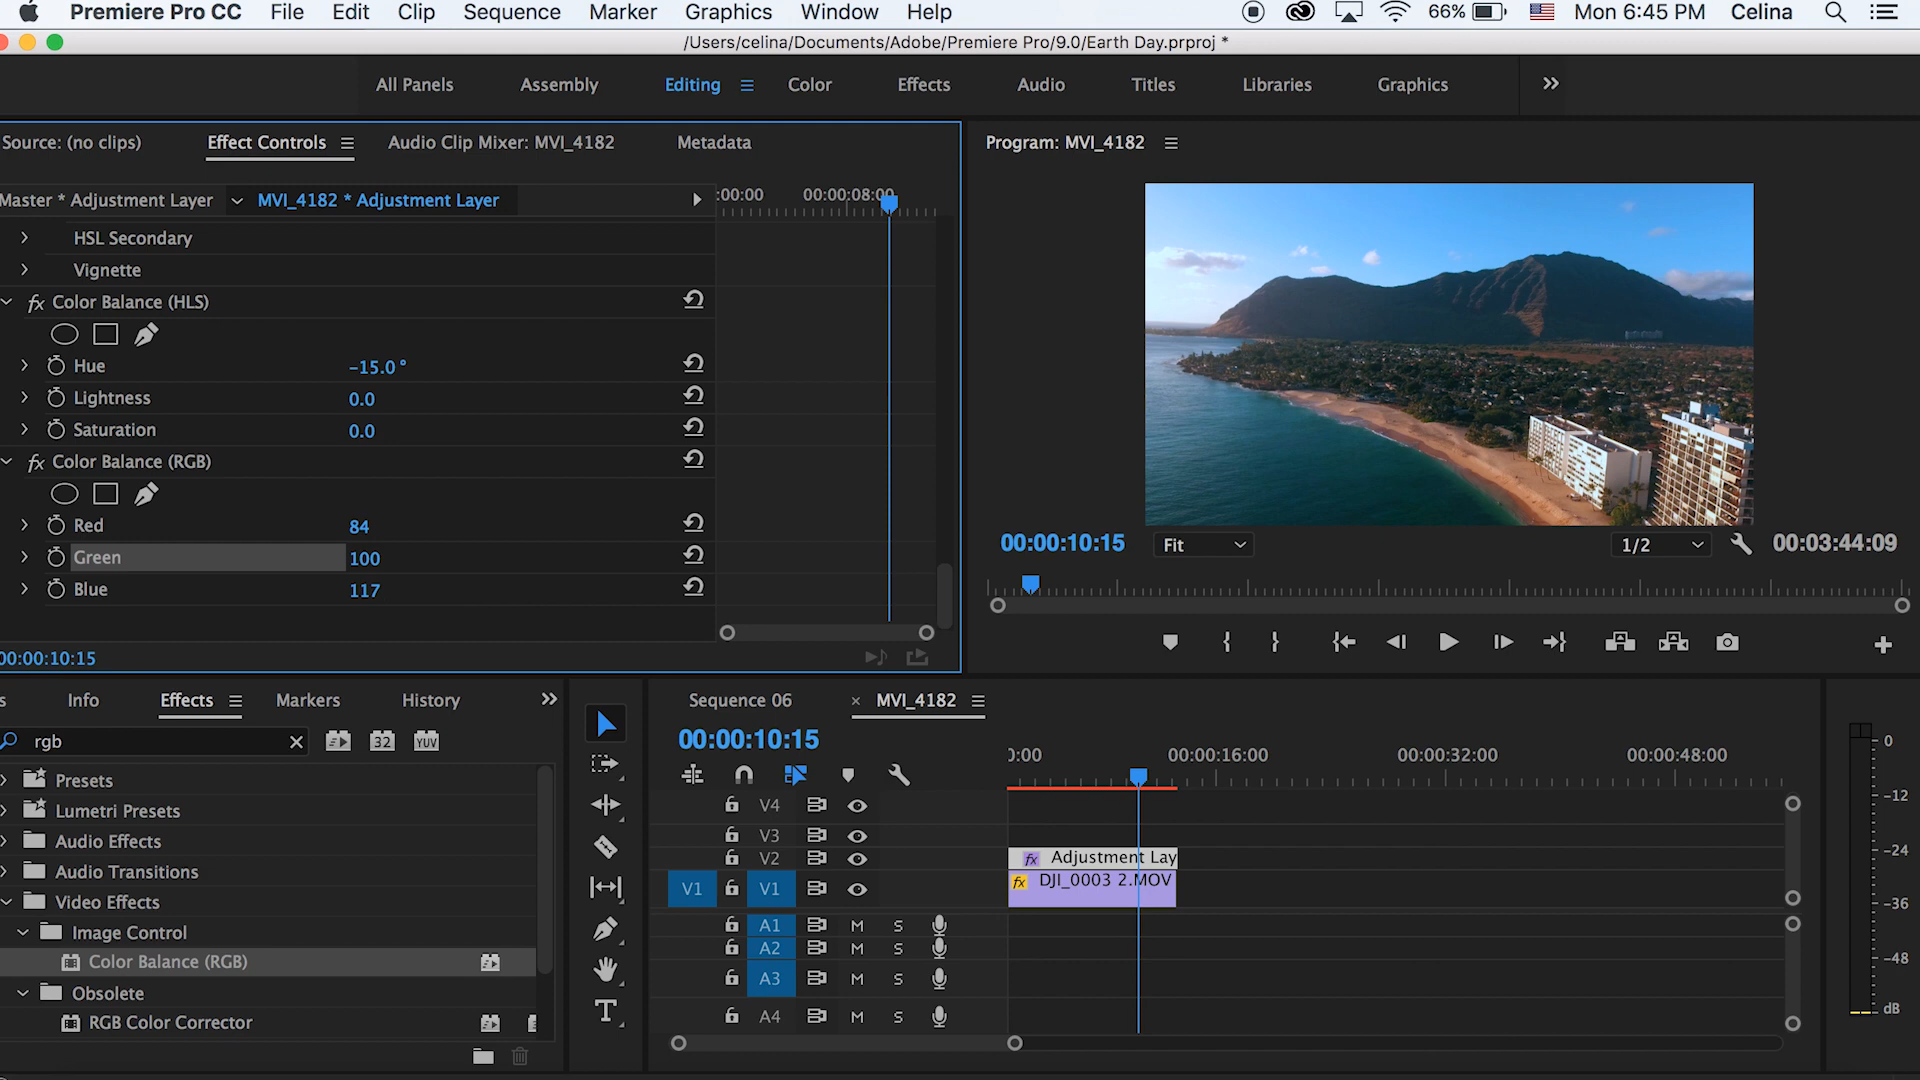 Premiere Pro CC File Edit Clip Sequence Marker Graphics Window Help 66% Mon 6:45 PM Celina
/Users/celina/Documents/Adobe/Premiere Pro/9.0/Earth Day.prproj *
All Panels Assembly Editing Color Effects Audio Titles Libraries Graphics
Source: (no clips) Effect Controls Audio Clip Mixer: MVI_4182 Metadata
Program: MVI_4182
Master * Adjustment Layer MVI_4182 * Adjustment Layer
:00:00 00:00:08:00
HSL Secondary
Vignette
fx Color Balance (HLS)
Hue -15.0°
Lightness 0.0
Saturation 0.0
fx Color Balance (RGB)
Red 84
Green 100
Blue 117
00:00:10:15
00:00:10:15 Fit 1/2 00:03:44:09
s Info Effects Markers History
rgb 32 YUV
Presets
Lumetri Presets
Audio Effects
Audio Transitions
Video Effects
Image Control
Color Balance (RGB)
Obsolete
RGB Color Corrector
T
Sequence 06 × MVI_4182
00:00:10:15
0:00 00:00:16:00 00:00:32:00 00:00:48:00
V4
V3
V2 fx Adjustment Lay
V1 V1 fx DJI_0003 2.MOV
A1 M S
A2 M S
A3 M S
A4 M S
0
-12
-24
-36
-48
dB